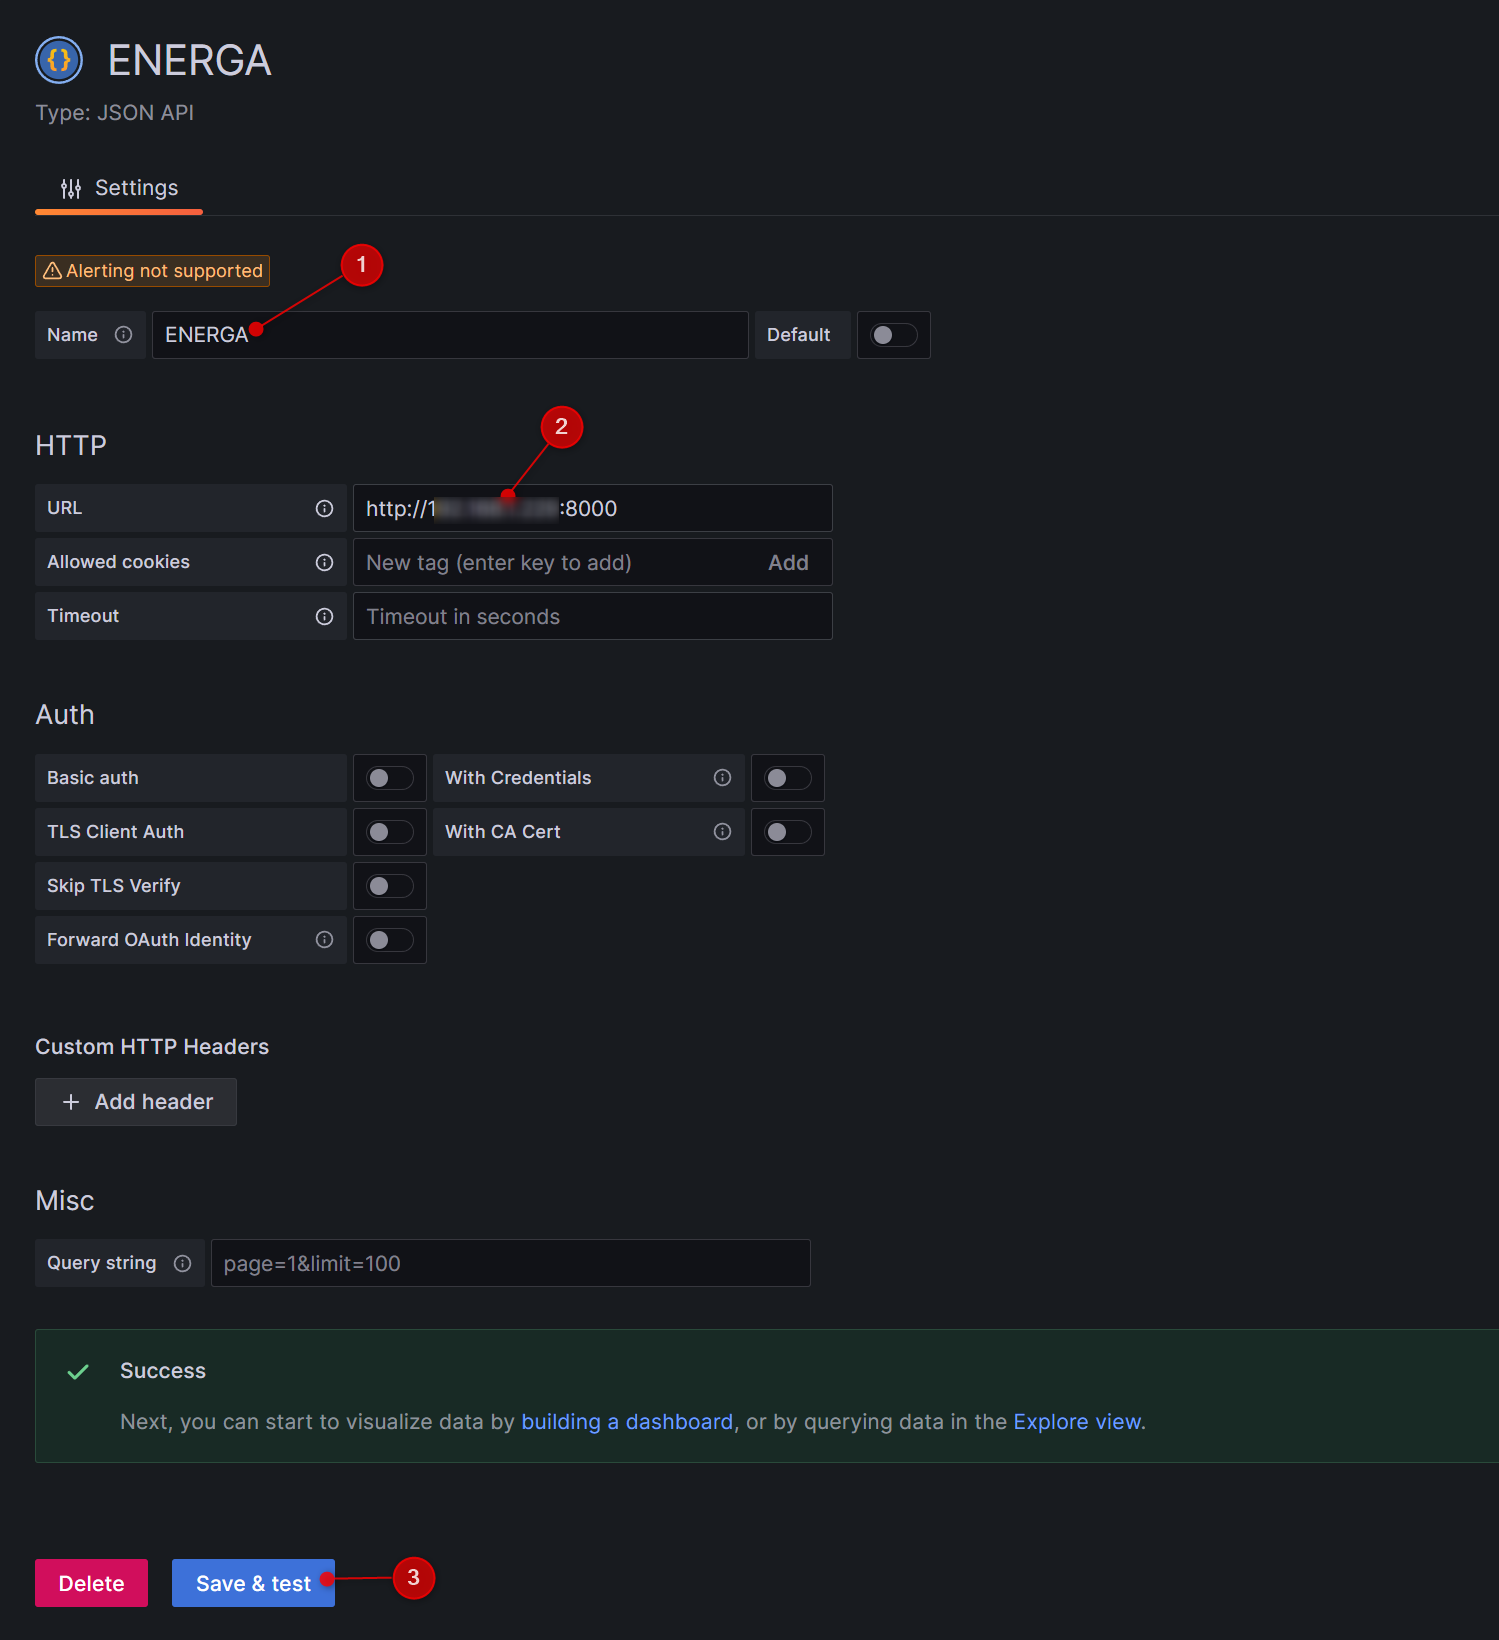 {} ENERGA
Type: JSON API
Settings
Alerting not supported
1
Name
ENERGA
Default
2
HTTP
URL
http://1 :8000
Allowed cookies
New tag (enter key to add)
Add
Timeout
Timeout in seconds
Auth
Basic auth
With Credentials
TLS Client Auth
With CA Cert
Skip TLS Verify
Forward OAuth Identity
Custom HTTP Headers
+ Add header
Misc
Query string
page=1&limit=100
Success
Next, you can start to visualize data by building a dashboard, or by querying data in the Explore view.
Delete
Save & test
3